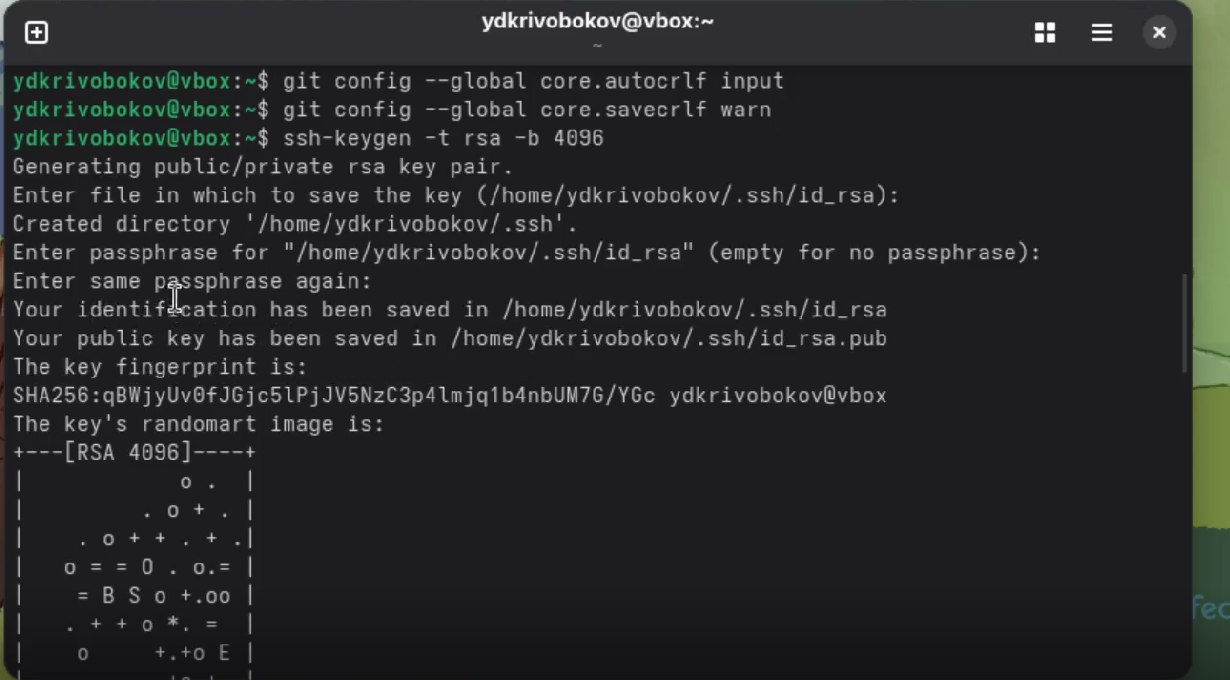 ydkrivobokov@vbox:~
~
ydkrivobokov@vbox:~$ git config --global core.autocrlf input
ydkrivobokov@vbox:~$ git config --global core.savecrlf warn
ydkrivobokov@vbox:~$ ssh-keygen -t rsa -b 4096
Generating public/private rsa key pair.
Enter file in which to save the key (/home/ydkrivobokov/.ssh/id_rsa):
Created directory '/home/ydkrivobokov/.ssh'.
Enter passphrase for "/home/ydkrivobokov/.ssh/id_rsa" (empty for no passphrase):
Enter same passphrase again:
Your identification has been saved in /home/ydkrivobokov/.ssh/id_rsa
Your public key has been saved in /home/ydkrivobokov/.ssh/id_rsa.pub
The key fingerprint is:
SHA256:qBWjyUv0fJGjc5lPjJV5NzC3p4lmjq1b4nbUM7G/YGc ydkrivobokov@vbox
The key's randomart image is:
+---[RSA 4096]----+
|            o .  |
|         . o + . |
|    . o + + . + .|
|   o = = O . o.= |
|    = B S o +.oo |
|   . + + o *. =  |
|    o     +.+o E |